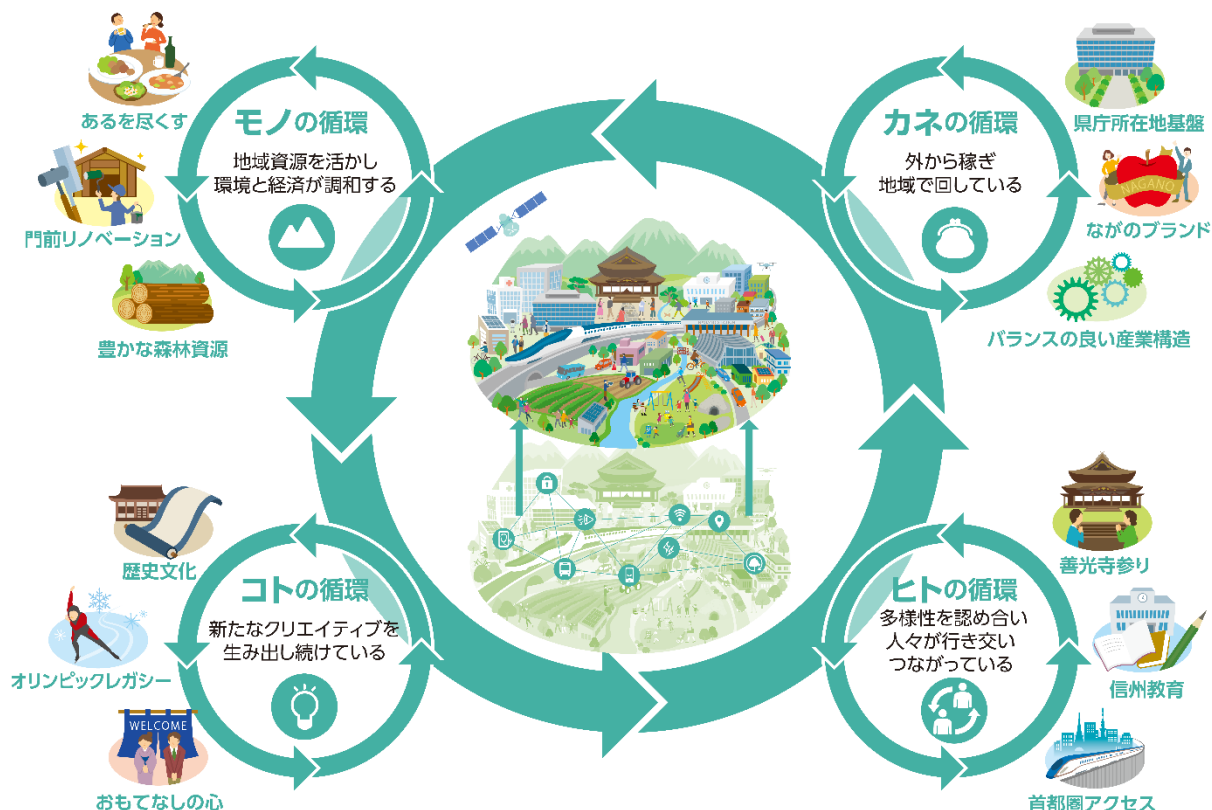 モノの循環
地域資源を活かし
環境と経済が調和する
あるを尽くす
門前リノベーション
豊かな森林資源
カネの循環
外から稼ぎ
地域で回している
県庁所在地基盤
NAGANO
ながのブランド
バランスの良い産業構造
コトの循環
新たなクリエイティブを
生み出し続けている
歴史文化
オリンピックレガシー
WELCOME
おもてなしの心
ヒトの循環
多様性を認め合い
人々が行き交い
つながっている
善光寺参り
信州教育
首都圏アクセス